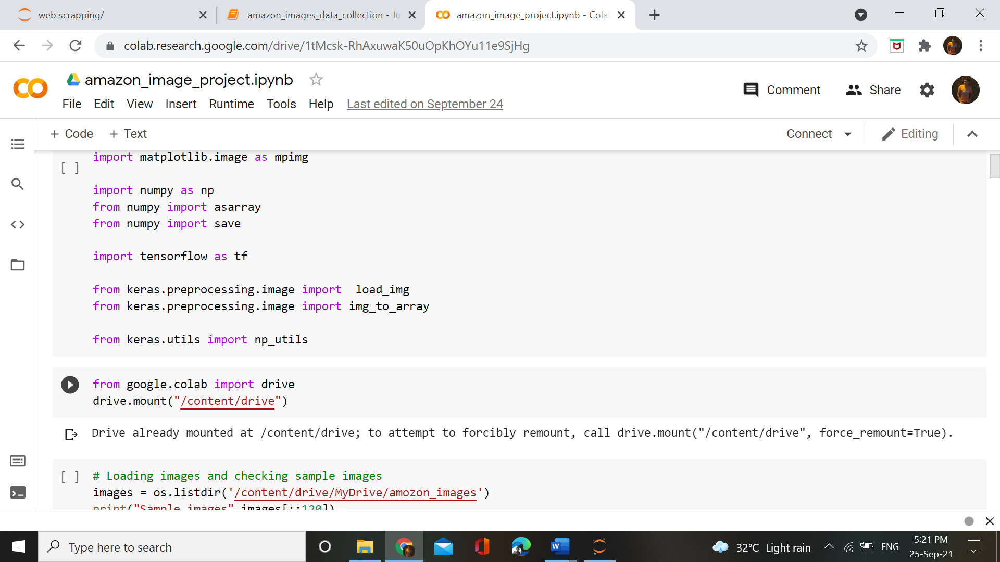 web scrapping/
amazon_images_data_collection - Ju
amazon_image_project.ipynb - Cola
colab.research.google.com/drive/1tMcsk-RhAxuwaK50uOpKhOYu11e9SjHg
amazon_image_project.ipynb
File Edit View Insert Runtime Tools Help Last edited on September 24
Comment Share
+ Code + Text
Connect Editing
import matplotlib.image as mpimg
[ ]
import numpy as np
from numpy import asarray
from numpy import save
import tensorflow as tf
from keras.preprocessing.image import  load_img
from keras.preprocessing.image import img_to_array
from keras.utils import np_utils
from google.colab import drive
drive.mount("/content/drive")
Drive already mounted at /content/drive; to attempt to forcibly remount, call drive.mount("/content/drive", force_remount=True).
[ ] # Loading images and checking sample images
images = os.listdir('/content/drive/MyDrive/amozon_images')
print("Sample images",images[::120])
Type here to search
32°C Light rain
ENG
5:21 PM
25-Sep-21